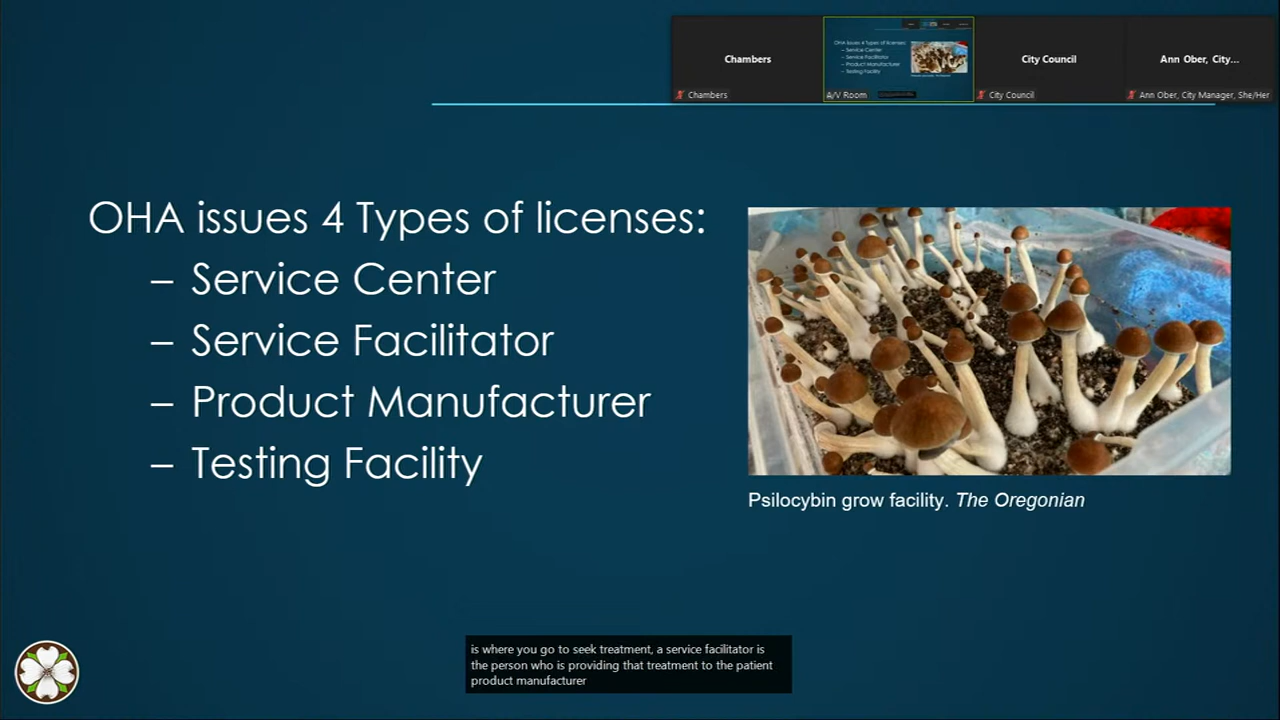 Chambers
City Council
Ann Ober, City...
Chambers
A/V Room
City Council
Ann Ober, City Manager, She/Her
OHA issues 4 Types of licenses:
– Service Center
– Service Facilitator
– Product Manufacturer
– Testing Facility
OHA issues 4 Types of licenses:
– Service Center
– Service Facilitator
– Product Manufacturer
– Testing Facility
Psilocybin grow facility. The Oregonian
is where you go to seek treatment, a service facilitator is
the person who is providing that treatment to the patient
product manufacturer